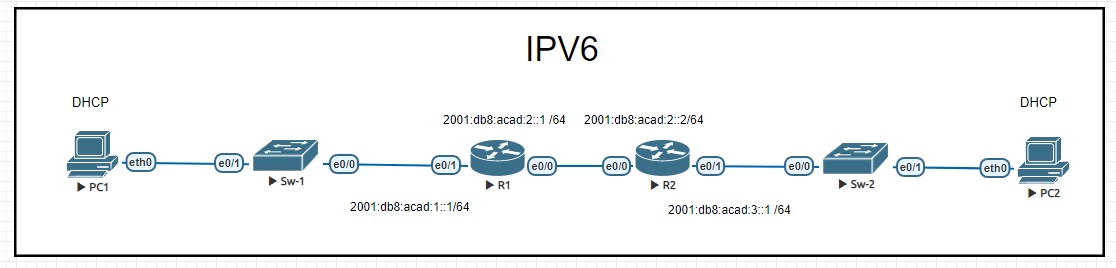 IPV6
DHCP
DHCP
2001:db8:acad:2::1 /64
2001:db8:acad:2::2/64
eth0
e0/1
e0/0
e0/1
e0/0
e0/0
e0/1
e0/0
e0/1
eth0
PC1
Sw-1
R1
R2
Sw-2
PC2
2001:db8:acad:1::1/64
2001:db8:acad:3::1 /64